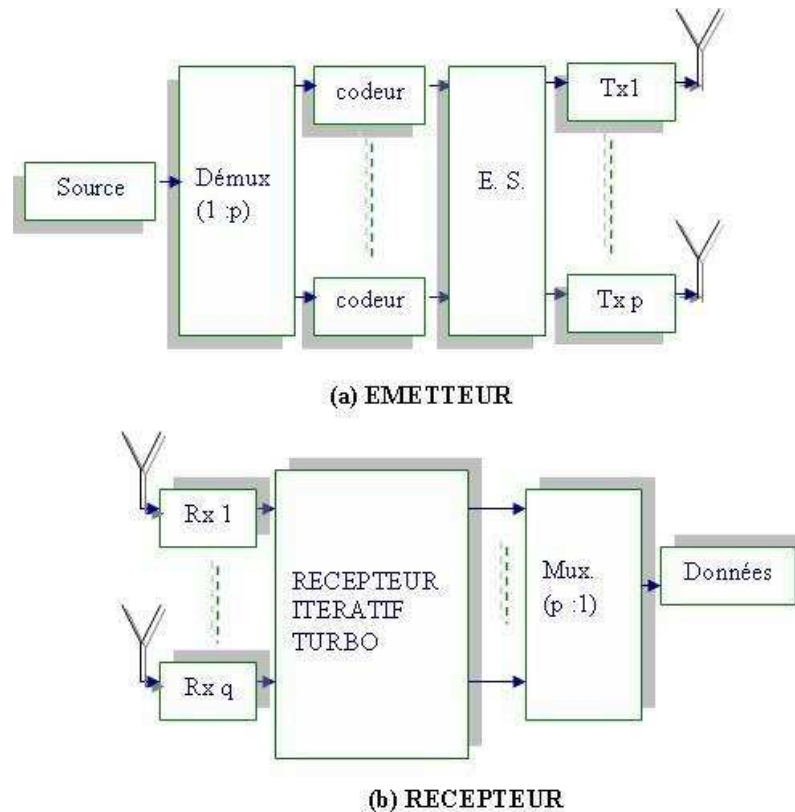 Source
Démux
(1 :p)
codeur
codeur
E. S.
Tx1
Tx p
(a) EMETTEUR
Rx 1
Rx q
RECEPTEUR
ITERATIF
TURBO
Mux.
(p :1)
Données
(b) RECEPTEUR